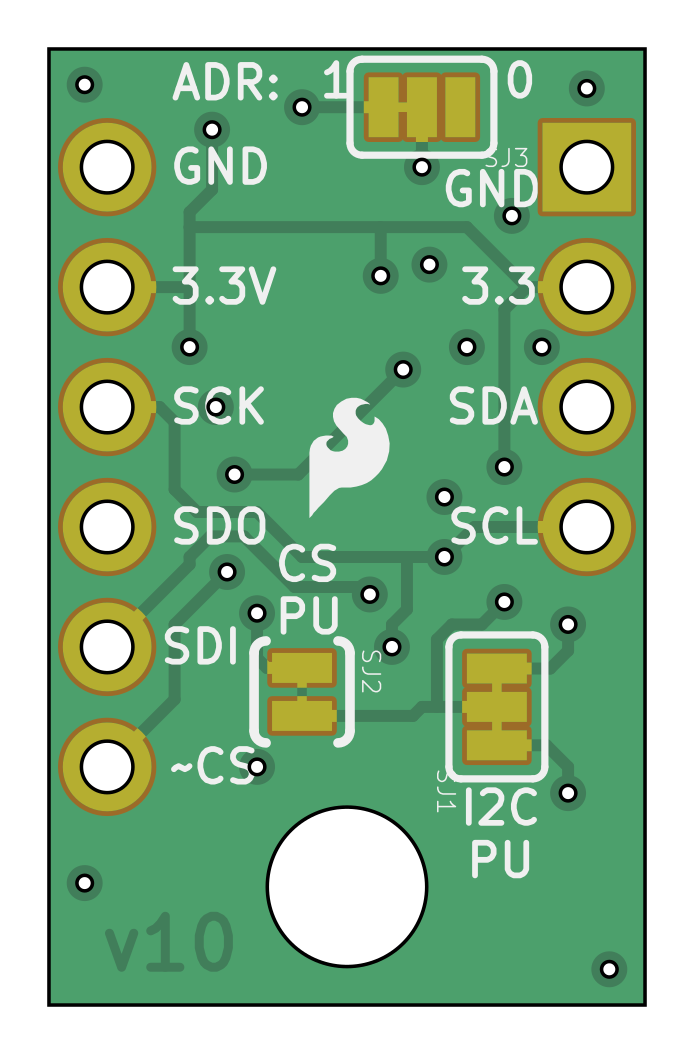 ADR: 1 0
SJ3
GND GND
3.3V 3.3
SCK SDA
SDO SCL
CS
PU
SDI SJ2
~CS SJ1
I2C
PU
v10